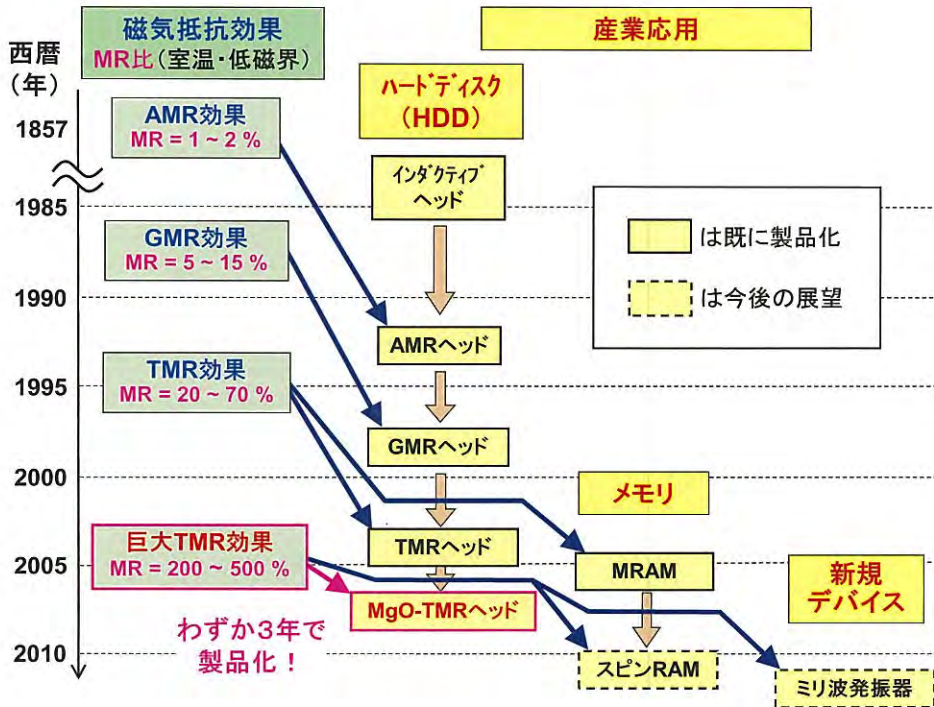 磁気抵抗効果
MR比(室温・低磁界)
産業応用
西暦
(年)
ハードディスク
(HDD)
AMR効果
MR = 1 ~ 2 %
1857
インダクティブ
ヘッド
1985
は既に製品化
GMR効果
MR = 5 ~ 15 %
1990
は今後の展望
AMRヘッド
TMR効果
MR = 20 ~ 70 %
1995
GMRヘッド
2000
メモリ
巨大TMR効果
MR = 200 ~ 500 %
TMRヘッド
2005
MRAM
新規
デバイス
MgO-TMRヘッド
わずか3年で
製品化!
2010
スピンRAM
ミリ波発振器